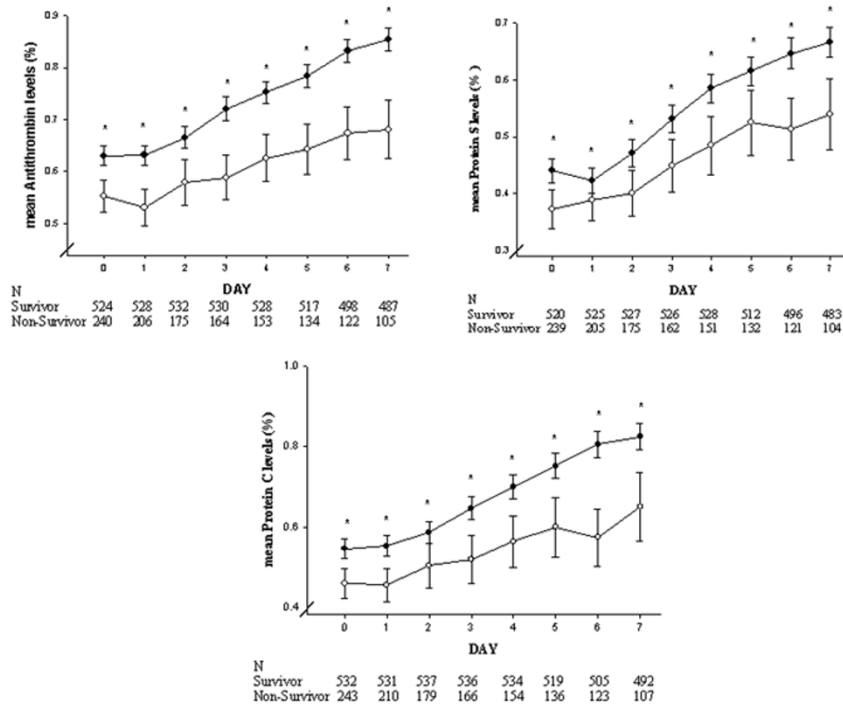 mean Antithrombin levels (%)
0.9
0.8
0.7
0.6
0.5
* * * * * * * *
0 1 2 3 4 5 6 7
DAY
N
Survivor 524 528 532 530 528 517 498 487
Non-Survivor 240 206 175 164 153 134 122 105
mean Protein S levels (%)
0.7
0.6
0.5
0.4
0.3
* * * * * * * *
0 1 2 3 4 5 6 7
DAY
N
Survivor 520 525 527 526 528 512 496 483
Non-Survivor 239 205 175 162 151 132 121 104
mean Protein C levels (%)
1.0
0.8
0.6
0.4
* * * * * * * *
0 1 2 3 4 5 6 7
DAY
N
Survivor 532 531 537 536 534 519 505 492
Non-Survivor 243 210 179 166 154 136 123 107